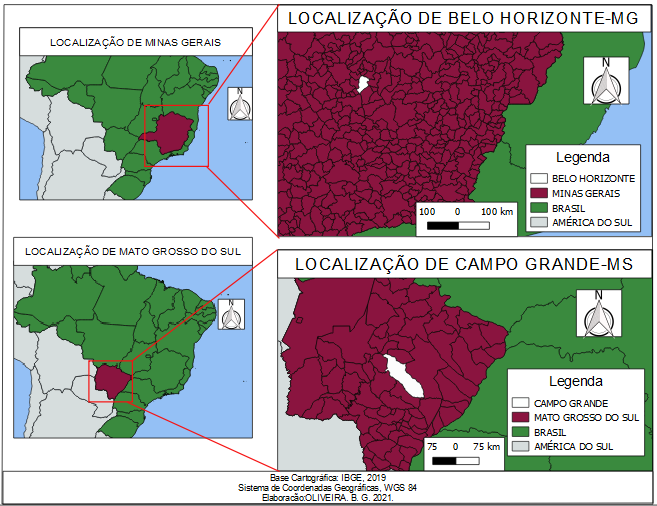 LOCALIZAÇÃO DE MINAS GERAIS
N
LOCALIZAÇÃO DE BELO HORIZONTE-MG
N
Legenda
BELO HORIZONTE
MINAS GERAIS
BRASIL
AMÉRICA DO SUL
100 0 100 km
LOCALIZAÇÃO DE MATO GROSSO DO SUL
N
LOCALIZAÇÃO DE CAMPO GRANDE-MS
N
Legenda
CAMPO GRANDE
MATO GROSSO DO SUL
BRASIL
AMÉRICA DO SUL
75 0 75 km
Base Cartográfica: IBGE, 2019
Sistema de Coordenadas Geográficas, WGS 84
Elaboração:OLIVEIRA. B. G. 2021.